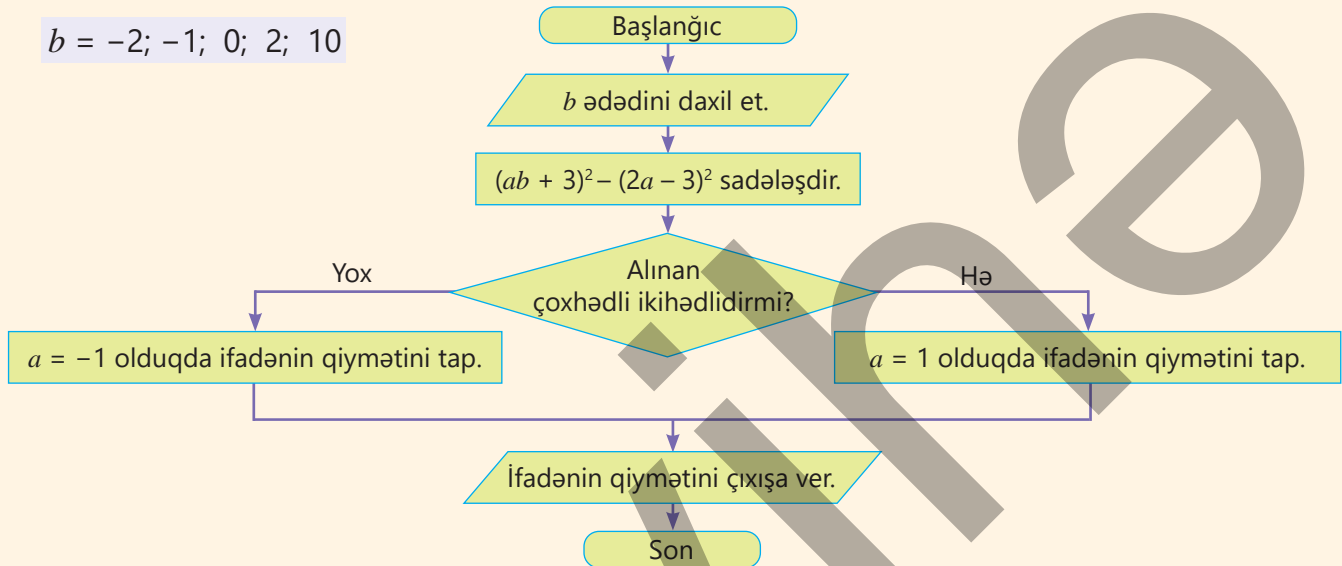 b = −2; −1; 0; 2; 10
Başlanğıc
b ədədini daxil et.
(ab + 3)² – (2a – 3)² sadələşdir.
Alınan
çoxhədli ikihədlidirmi?
Yox
Hə
a = −1 olduqda ifadənin qiymətini tap.
a = 1 olduqda ifadənin qiymətini tap.
İfadənin qiymətini çıxışa ver.
Son